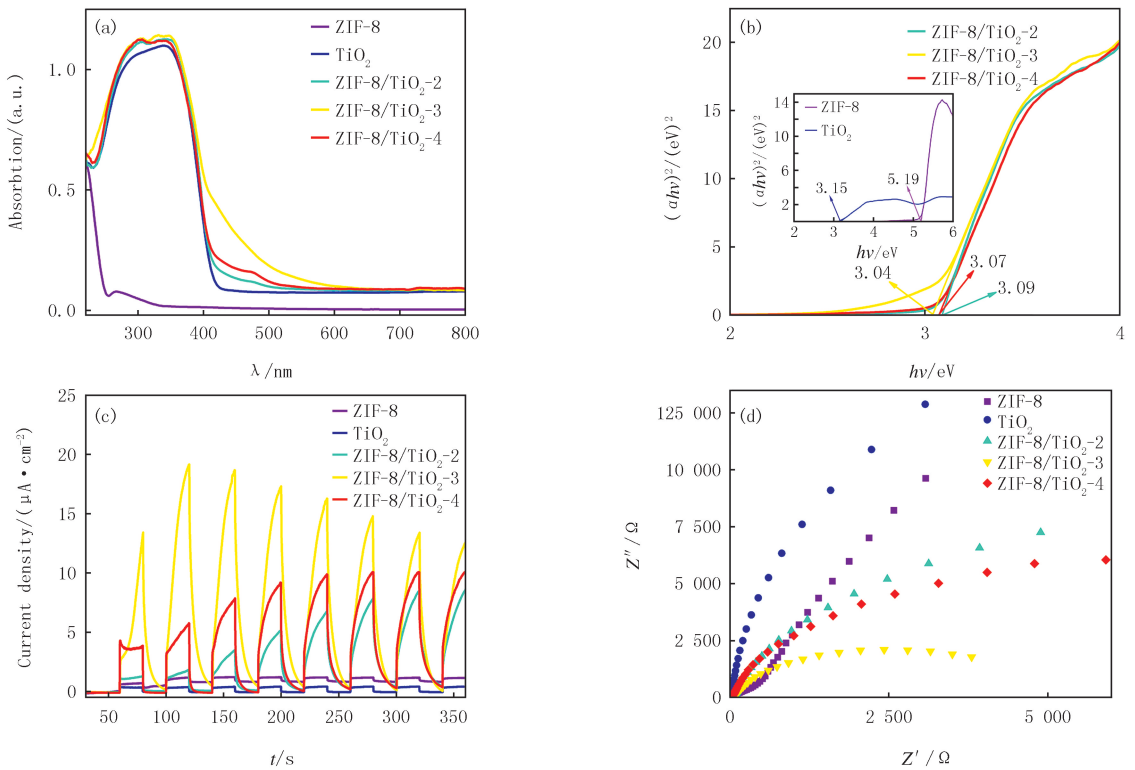 (a)
ZIF-8
TiO₂
ZIF-8/TiO₂-2
ZIF-8/TiO₂-3
ZIF-8/TiO₂-4
1.0
0.5
0.0
Absorbtion/(a.u.)
300 400 500 600 700 800
λ/nm
(b)
ZIF-8/TiO₂-2
ZIF-8/TiO₂-3
ZIF-8/TiO₂-4
20
15
10
5
0
(ahv)²/(eV)²
14
12
10
8
6
4
2
(ahv)²/(eV)²
ZIF-8
TiO₂
3.15
5.19
2 3 4 5 6
hv/eV
3.04
3.07
3.09
2 3 4
hv/eV
(c)
ZIF-8
TiO₂
ZIF-8/TiO₂-2
ZIF-8/TiO₂-3
ZIF-8/TiO₂-4
25
20
15
10
5
0
Current density/(μA·cm⁻²)
50 100 150 200 250 300 350
t/s
(d)
ZIF-8
TiO₂
ZIF-8/TiO₂-2
ZIF-8/TiO₂-3
ZIF-8/TiO₂-4
125 000
10 000
7 500
5 000
2 500
0
Z″/Ω
0 2 500 5 000
Z′/Ω